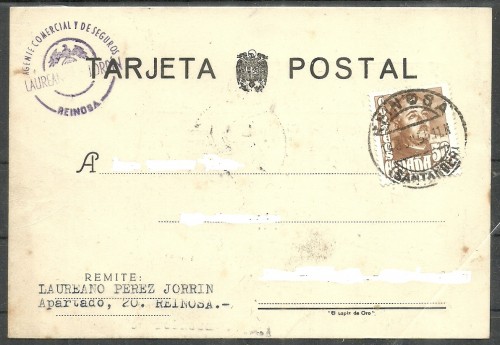 AGENTE COMERCIAL Y DE SEGUROS
LAUREANO
REINOSA
TARJETA POSTAL
REINOSA
(SANTANDER)
A
REMITE:
LAUREANO PEREZ JORRIN
Apartado, 20. REINOSA.-
"El Lapiz de Oro"